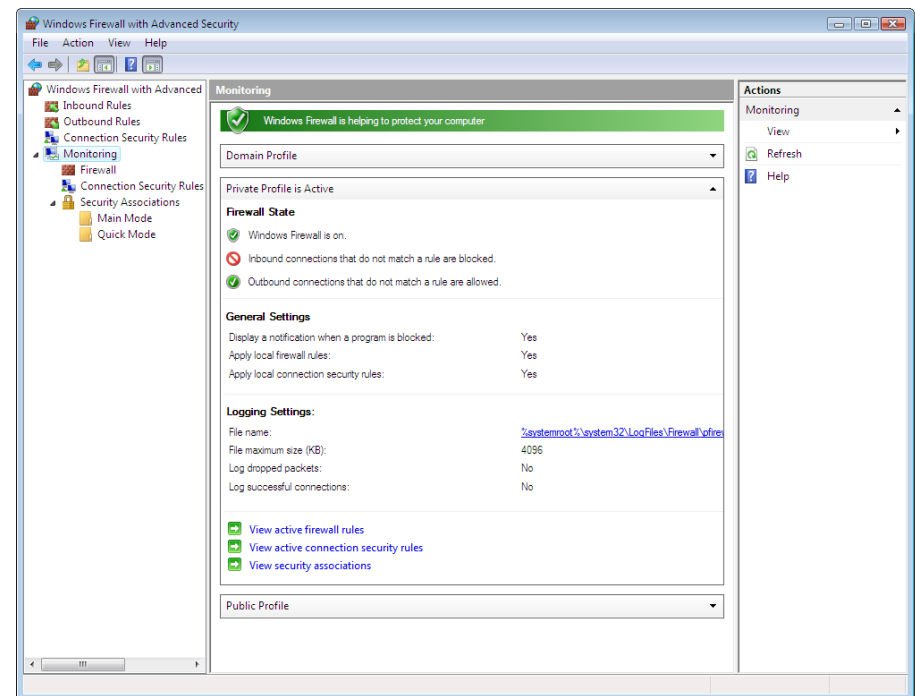 Windows Firewall with Advanced Security
File Action View Help
Windows Firewall with Advanced
Inbound Rules
Outbound Rules
Connection Security Rules
Monitoring
Firewall
Connection Security Rules
Security Associations
Main Mode
Quick Mode
Monitoring
Windows Firewall is helping to protect your computer
Domain Profile
Private Profile is Active
Firewall State
Windows Firewall is on.
Inbound connections that do not match a rule are blocked.
Outbound connections that do not match a rule are allowed.
General Settings
Display a notification when a program is blocked: Yes
Apply local firewall rules: Yes
Apply local connection security rules: Yes
Logging Settings:
File name: %systemroot%\system32\LogFiles\Firewall\pfirew
File maximum size (KB): 4096
Log dropped packets: No
Log successful connections: No
View active firewall rules
View active connection security rules
View security associations
Public Profile
Actions
Monitoring
View
Refresh
Help